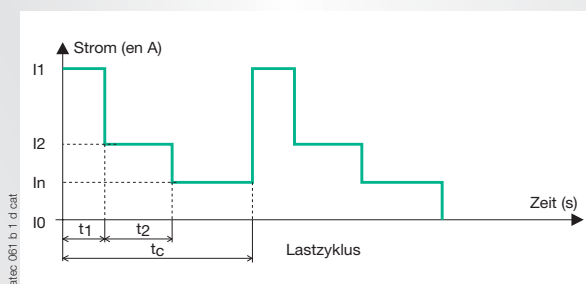 Strom (en A)
I1
I2
In
I0
Zeit (s)
t1
t2
tc
Lastzyklus
atec 061 b 1 d cat